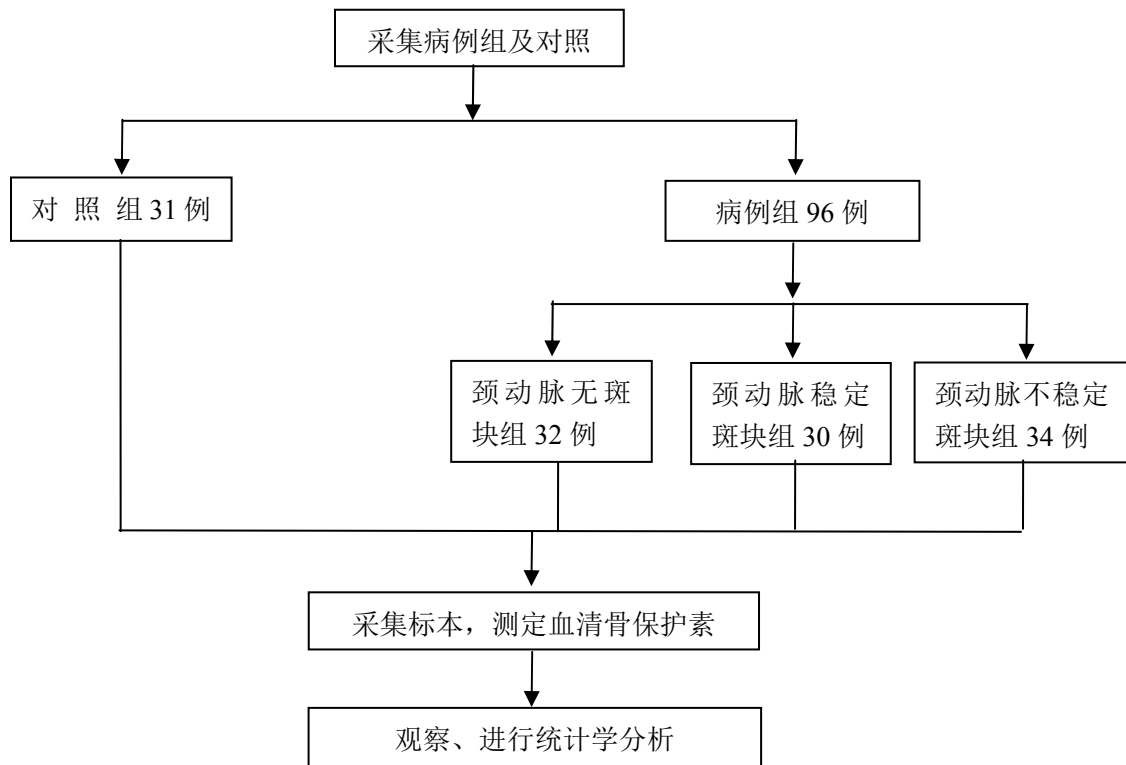 采集病例组及对照
对 照 组 31 例
病例组 96 例
颈动脉无斑
块组 32 例
颈动脉稳定
斑块组 30 例
颈动脉不稳定
斑块组 34 例
采集标本，测定血清骨保护素
观察、进行统计学分析